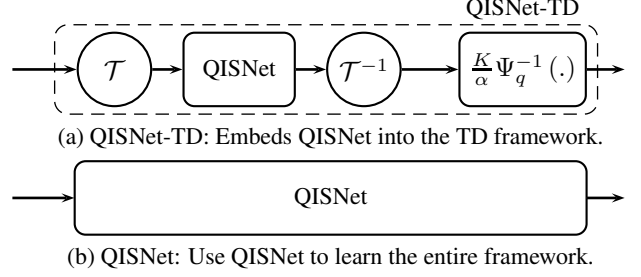 QISNet-TD
𝒯 QISNet 𝒯⁻¹ K/α Ψ_q⁻¹ (.)
(a) QISNet-TD: Embeds QISNet into the TD framework.
QISNet
(b) QISNet: Use QISNet to learn the entire framework.